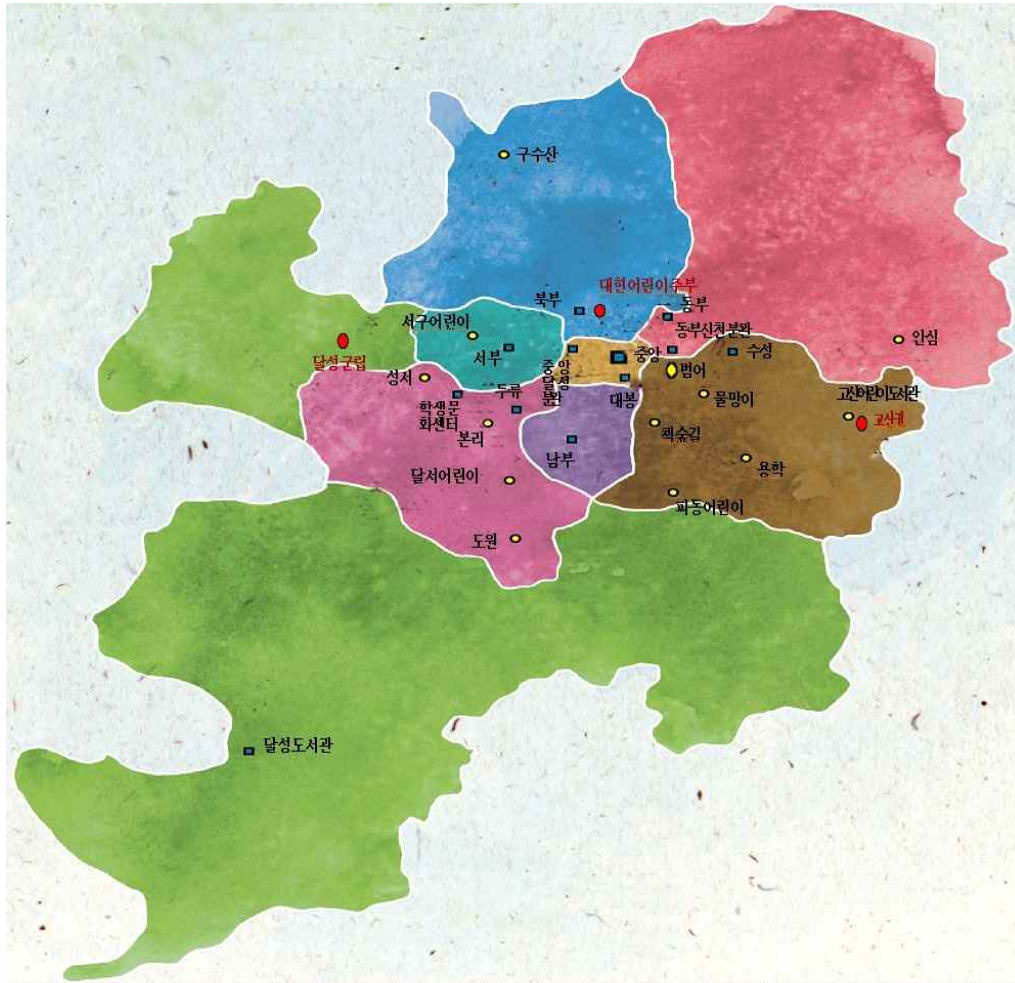 구수산
대현어린이주부
북부
동부
서구어린이
동부신천분관
서부
중앙
수성
안심
달성군립
성서
중앙
달성
분관
범어
두류
대봉
물망이
고산어린이도서관
학생문
화센터
본리
책숲길
고산권
남부
용학
달서어린이
파동어린이
도원
달성도서관